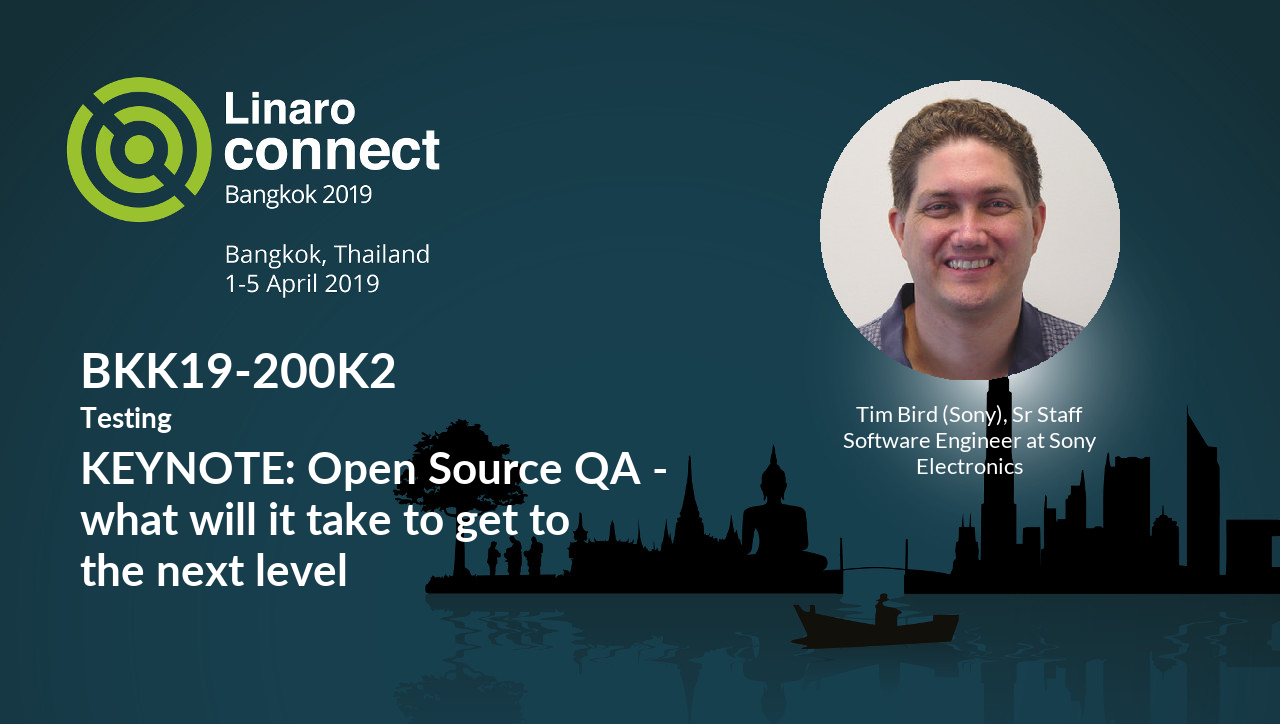 Linaro
connect
Bangkok 2019
Bangkok, Thailand
1-5 April 2019
BKK19-200K2
Testing
KEYNOTE: Open Source QA -
what will it take to get to
the next level
Tim Bird (Sony), Sr Staff
Software Engineer at Sony
Electronics